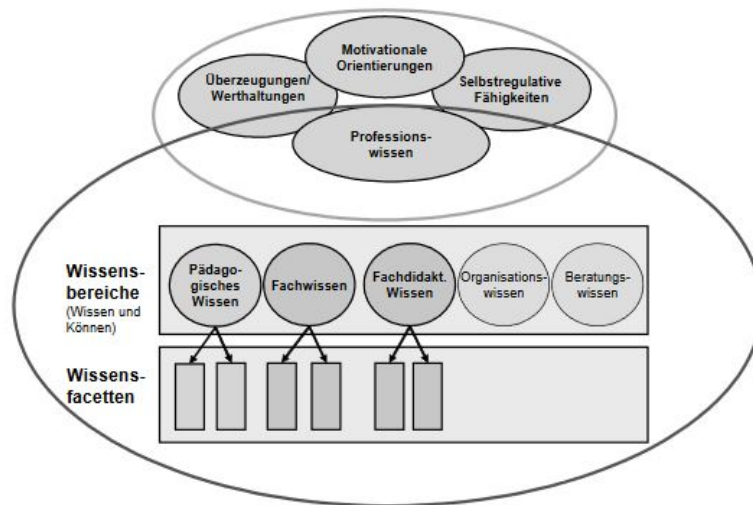 Motivationale
Orientierungen
Überzeugungen/
Werthaltungen
Selbstregulative
Fähigkeiten
Professions-
wissen
Wissens-
bereiche
(Wissen und
Können)
Pädago-
gisches
Wissen
Fachwissen
Fachdidakt.
Wissen
Organisations-
wissen
Beratungs-
wissen
Wissens-
facetten